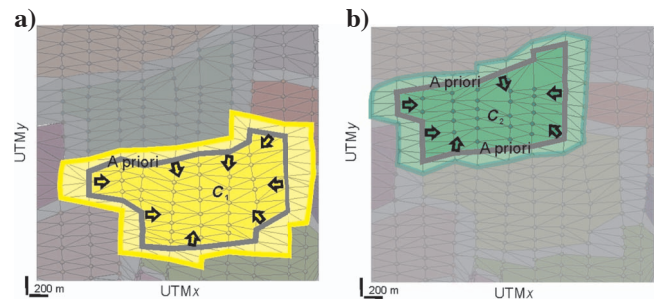 a)
UTMy
A priori
C1
200 m
UTMx
b)
UTMy
A priori
C2
A priori
200 m
UTMx